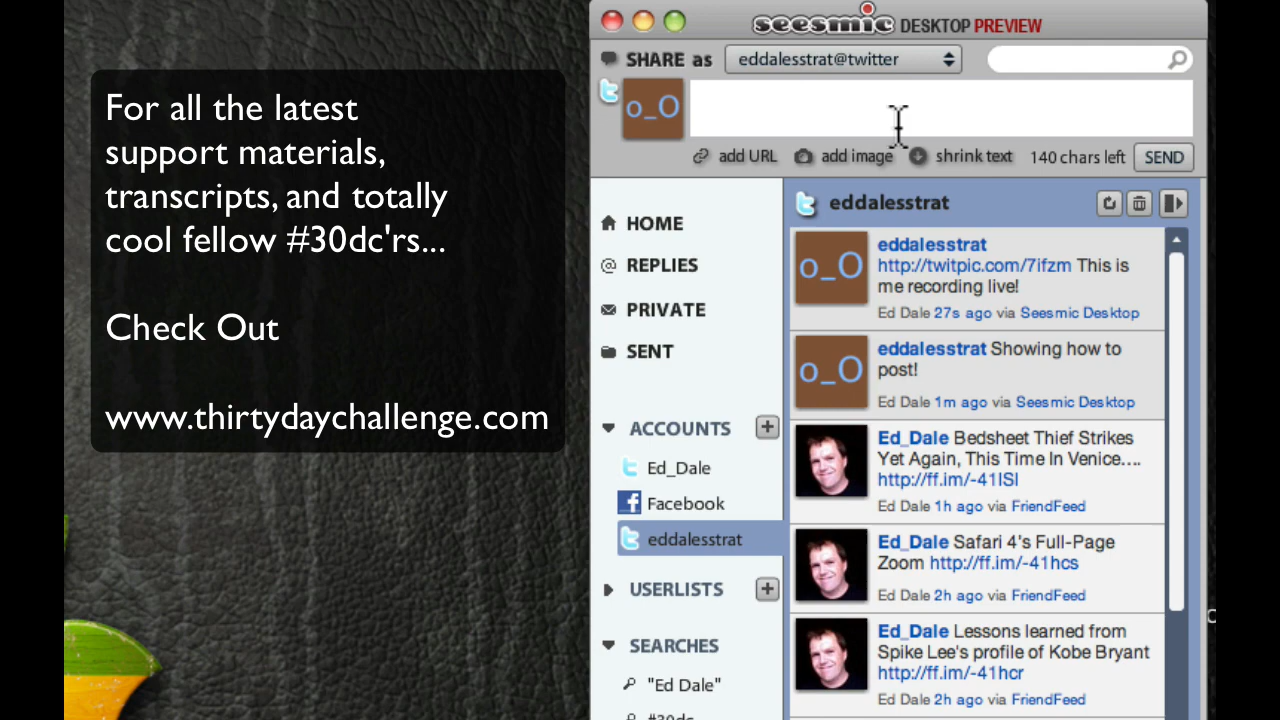 For all the latest
support materials,
transcripts, and totally
cool fellow #30dc'rs...
Check Out
www.thirtydaychallenge.com
seesmic DESKTOP PREVIEW
SHARE as
eddalesstrat@twitter
o_O
add URL
add image
shrink text
140 chars left
SEND
HOME
REPLIES
PRIVATE
SENT
ACCOUNTS
Ed_Dale
Facebook
eddalesstrat
USERLISTS
SEARCHES
"Ed Dale"
#30dc
eddalesstrat
o_O
eddalesstrat
http://twitpic.com/7ifzm This is
me recording live!
Ed Dale 27s ago via Seesmic Desktop
o_O
eddalesstrat Showing how to
post!
Ed Dale 1m ago via Seesmic Desktop
Ed_Dale Bedsheet Thief Strikes
Yet Again, This Time In Venice....
http://ff.im/-41ISI
Ed Dale 1h ago via FriendFeed
Ed_Dale Safari 4's Full-Page
Zoom http://ff.im/-41hcs
Ed Dale 2h ago via FriendFeed
Ed_Dale Lessons learned from
Spike Lee's profile of Kobe Bryant
http://ff.im/-41hcr
Ed Dale 2h ago via FriendFeed